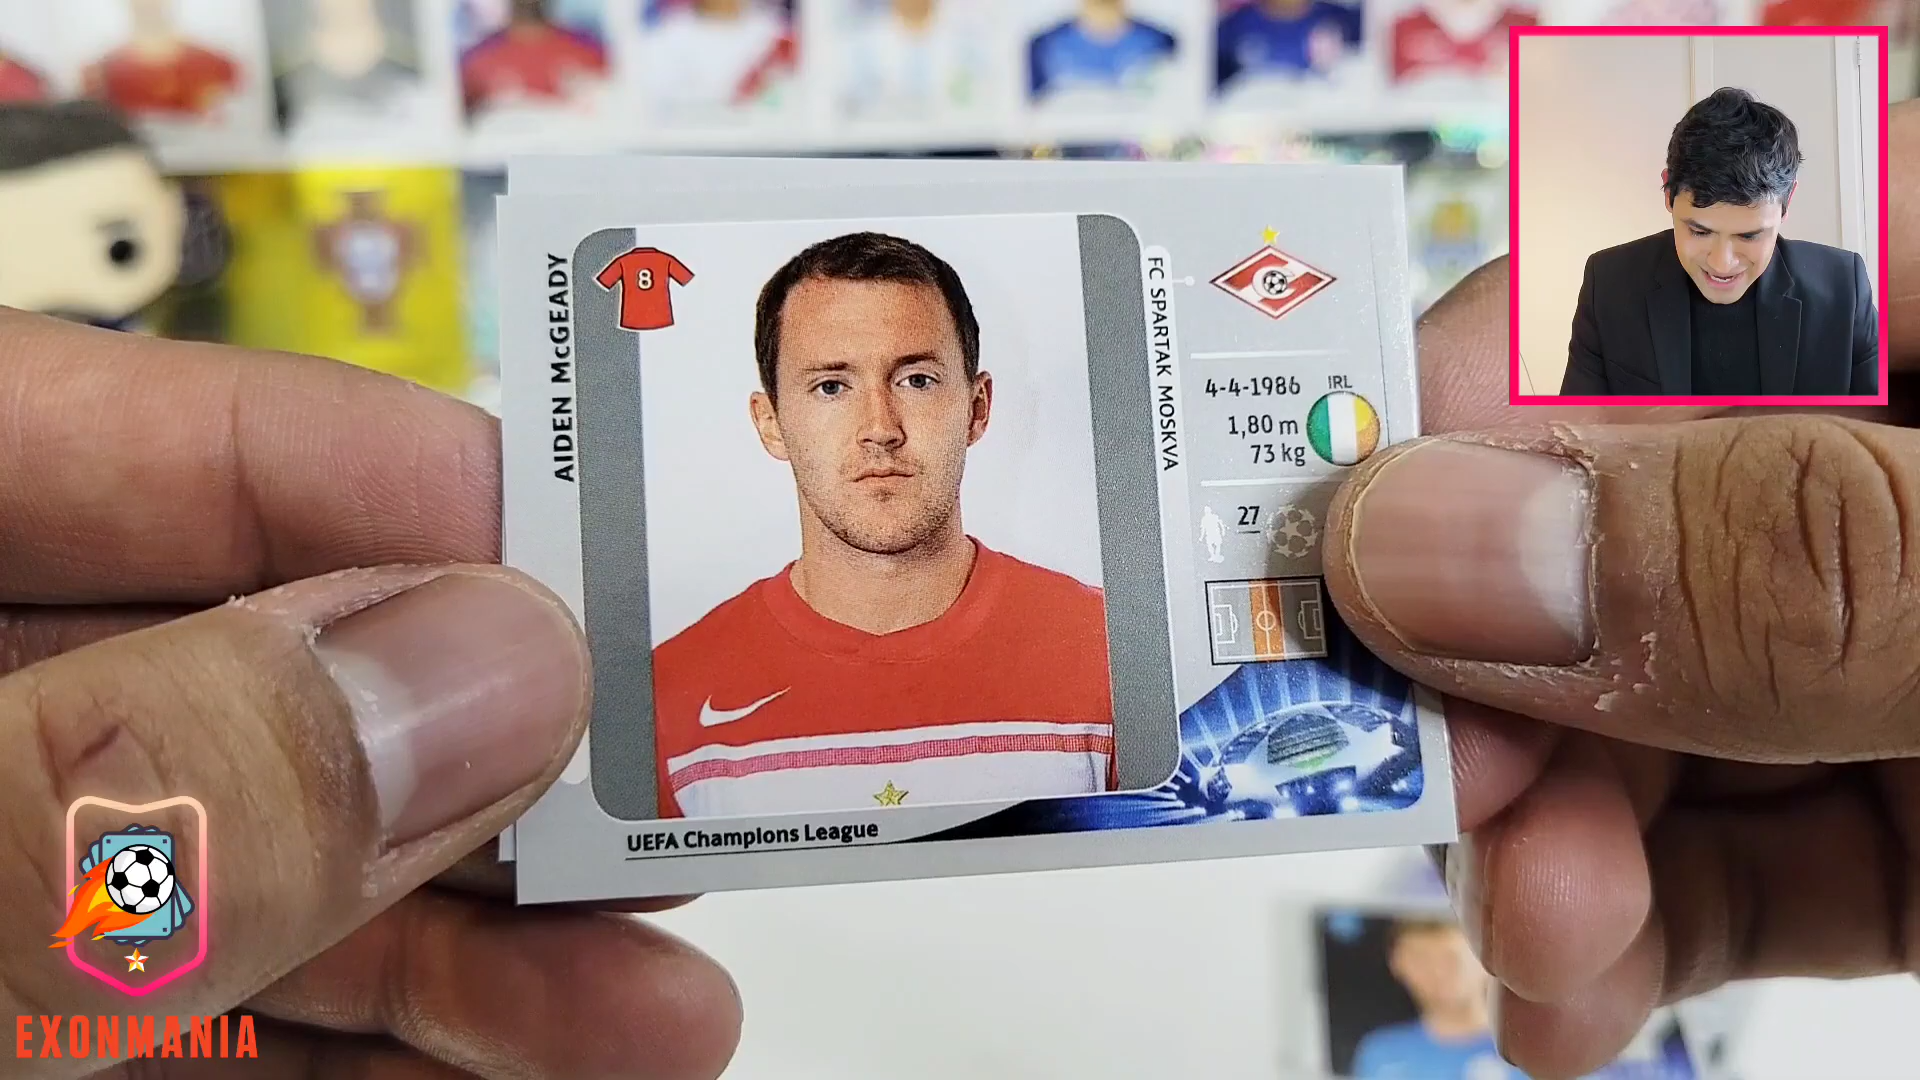 AIDEN McGEADY
8
FC SPARTAK MOSKVA
4-4-1986
IRL
1,80 m
73 kg
27
UEFA Champions League
EXONMANIA